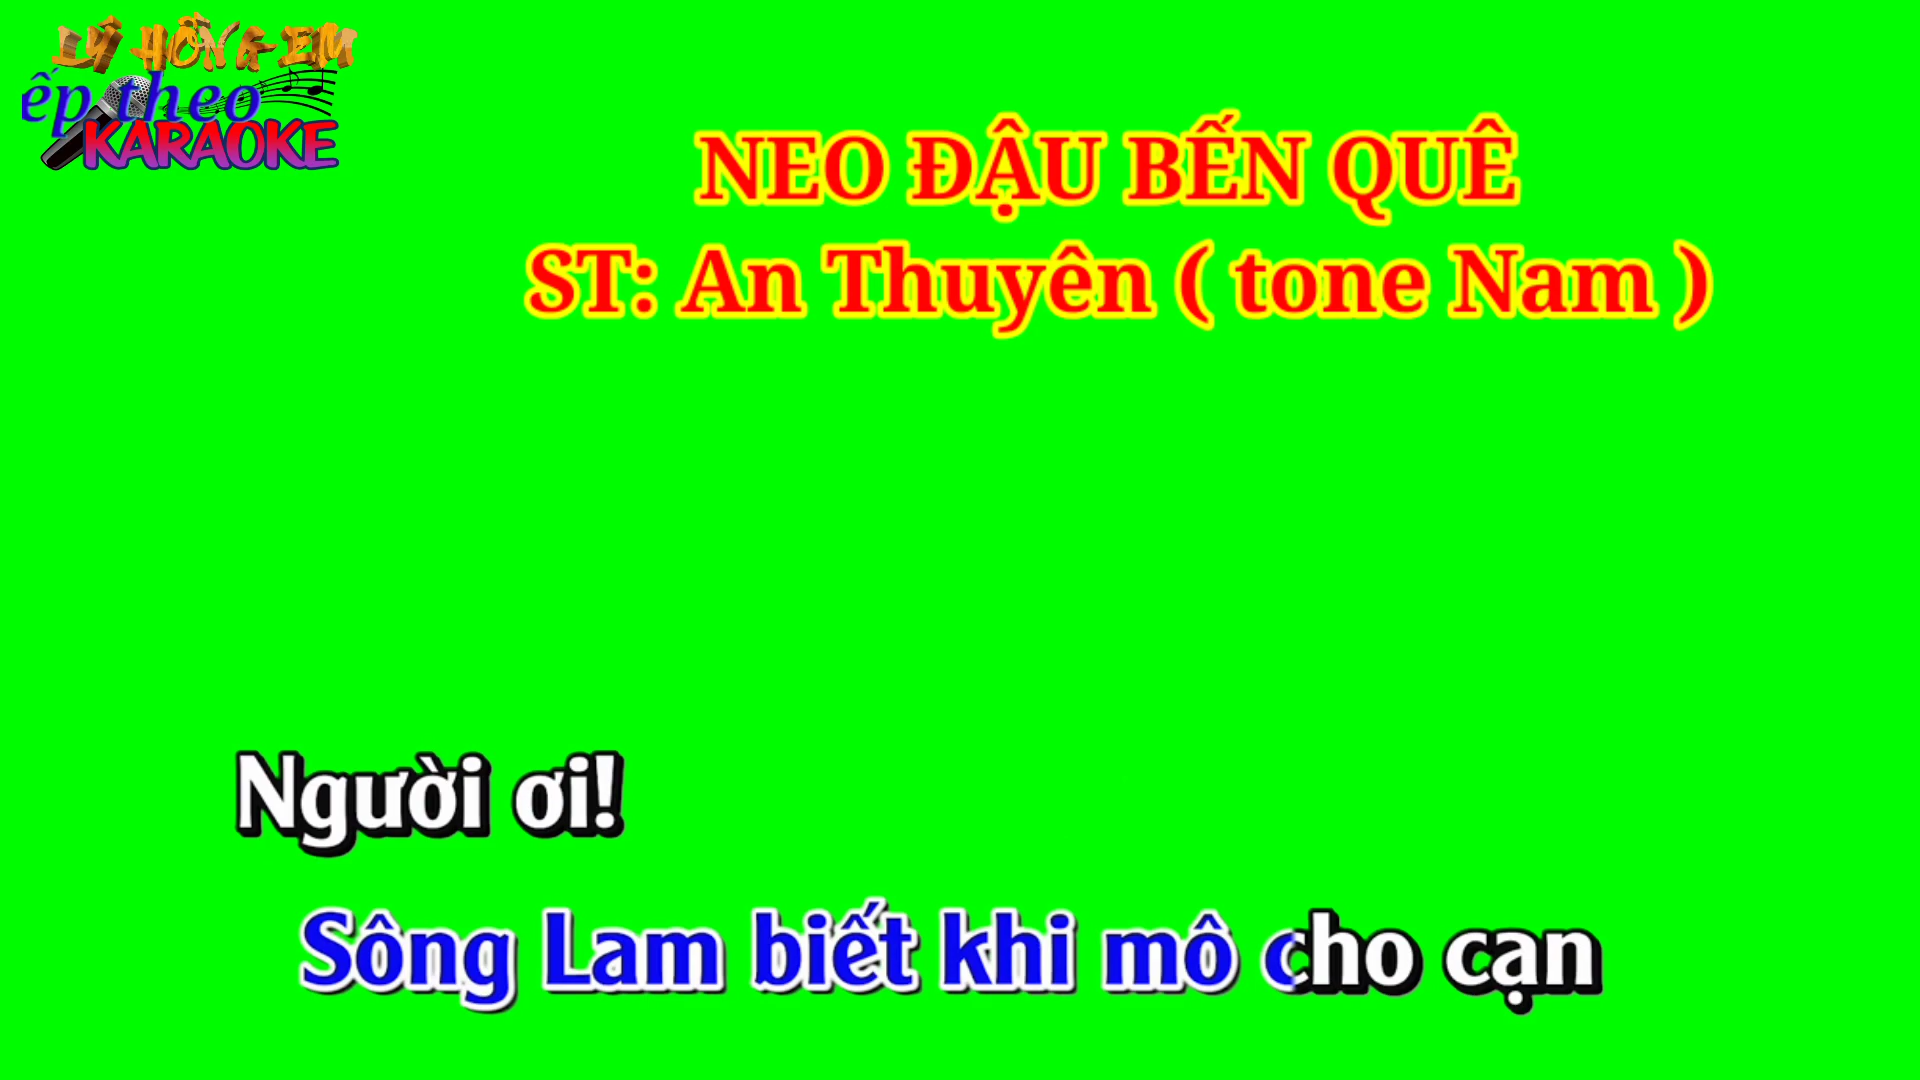 LÝ HỒNG EM
ếp theo
KARAOKE
NEO ĐẬU BẾN QUÊ
ST: An Thuyên ( tone Nam )
Người ơi!
Sông Lam biết khi mô cho cạn